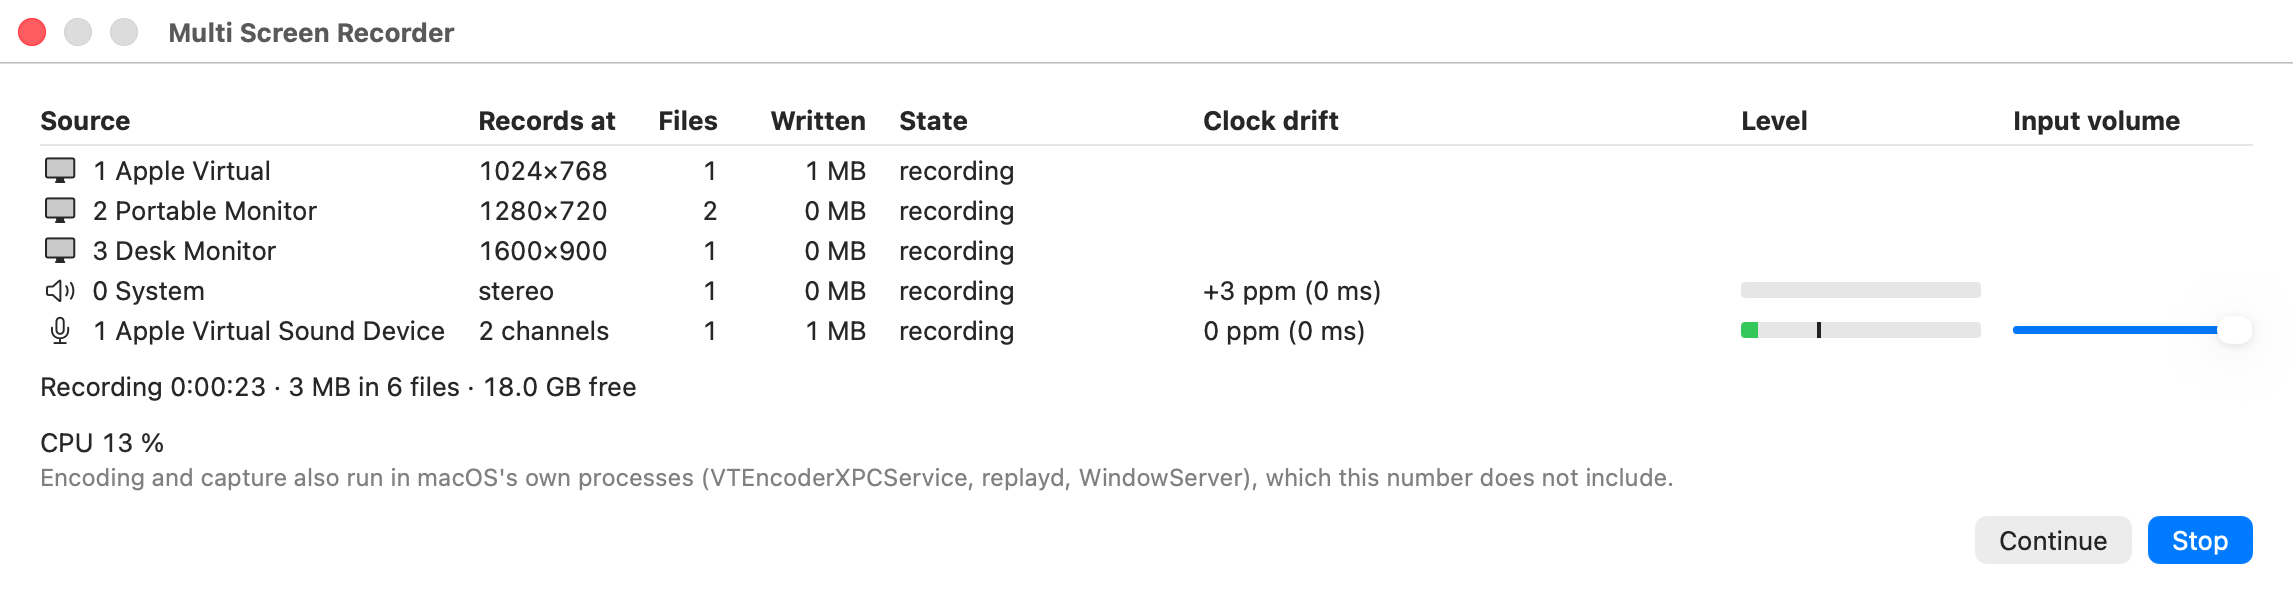 Multi Screen Recorder
Source Records at Files Written State Clock drift Level Input volume
1 Apple Virtual 1024×768 1 1 MB recording
2 Portable Monitor 1280×720 2 0 MB recording
3 Desk Monitor 1600×900 1 0 MB recording
0 System stereo 1 0 MB recording +3 ppm (0 ms)
1 Apple Virtual Sound Device 2 channels 1 1 MB recording 0 ppm (0 ms)
Recording 0:00:23 · 3 MB in 6 files · 18.0 GB free
CPU 13 %
Encoding and capture also run in macOS's own processes (VTEncoderXPCService, replayd, WindowServer), which this number does not include.
Continue Stop